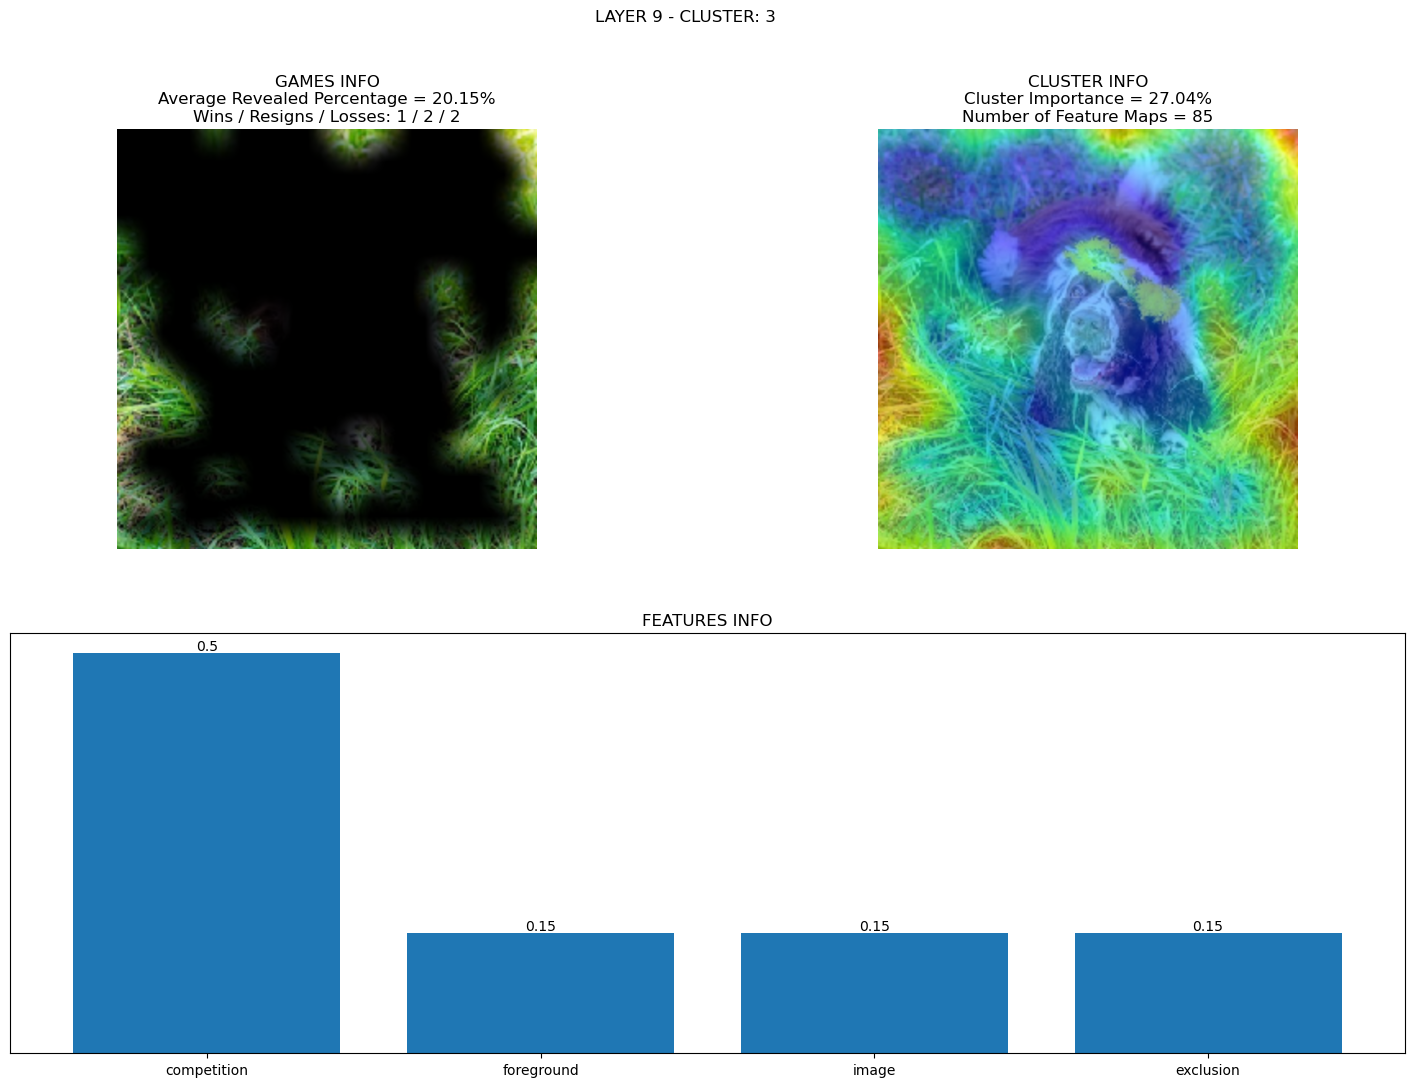 LAYER 9 - CLUSTER: 3
GAMES INFO
Average Revealed Percentage = 20.15%
Wins / Resigns / Losses: 1 / 2 / 2
CLUSTER INFO
Cluster Importance = 27.04%
Number of Feature Maps = 85
FEATURES INFO
0.5
0.15
0.15
0.15
competition
foreground
image
exclusion